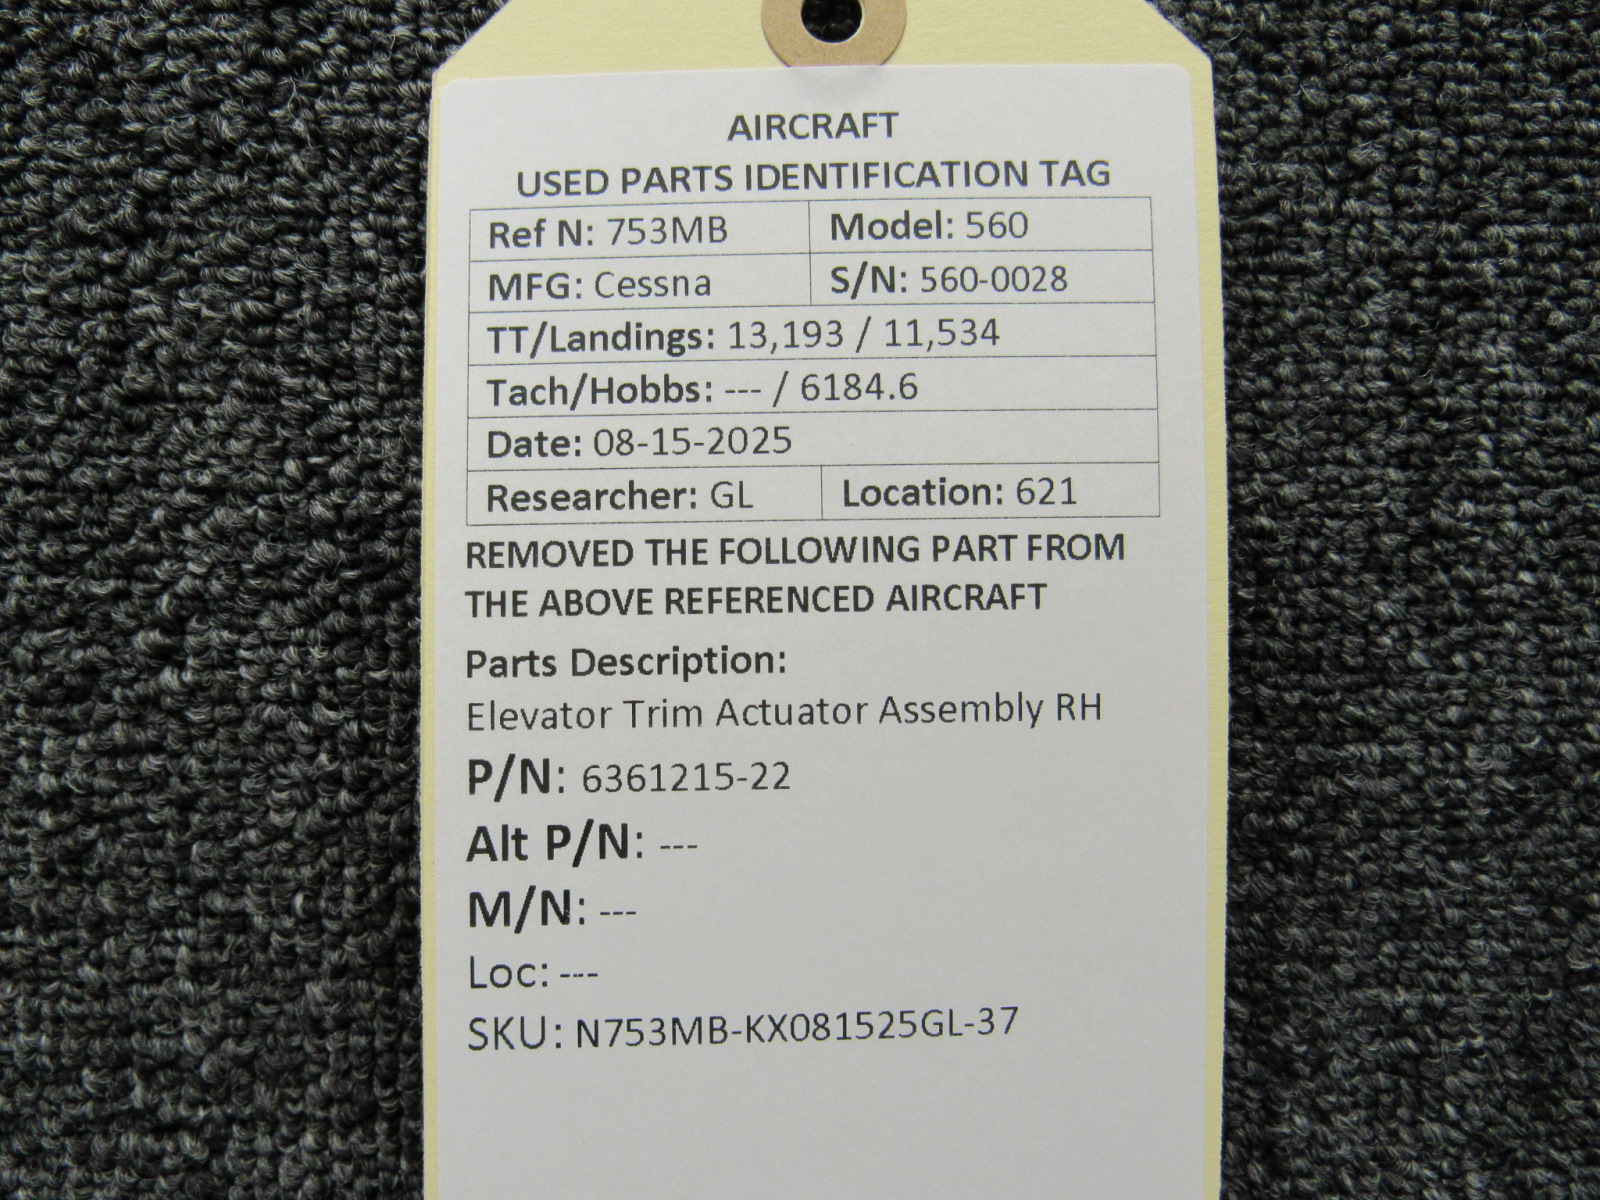 AIRCRAFT
USED PARTS IDENTIFICATION TAG
Ref N: 753MB Model: 560
MFG: Cessna S/N: 560-0028
TT/Landings: 13,193 / 11,534
Tach/Hobbs: --- / 6184.6
Date: 08-15-2025
Researcher: GL Location: 621
REMOVED THE FOLLOWING PART FROM
THE ABOVE REFERENCED AIRCRAFT
Parts Description:
Elevator Trim Actuator Assembly RH
P/N: 6361215-22
Alt P/N: ---
M/N: ---
Loc: ---
SKU: N753MB-KX081525GL-37